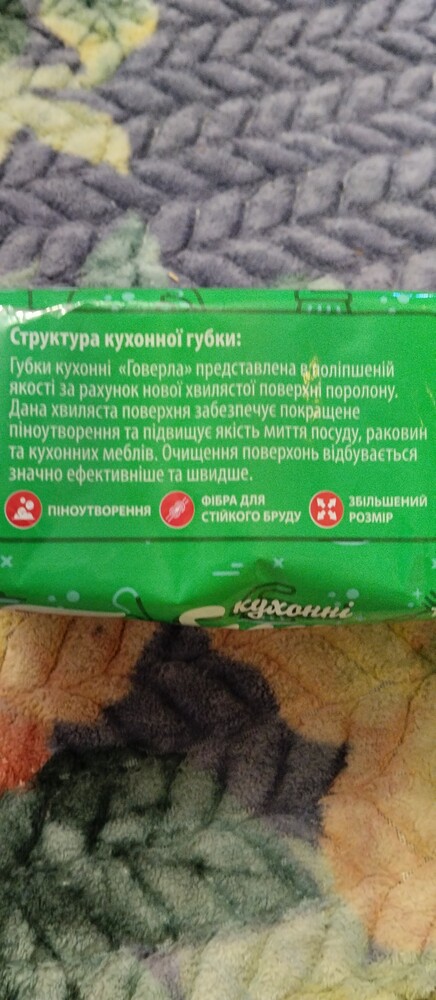 Структура кухонної губки:
Губки кухонні «Говерла» представлена в поліпшеній
якості за рахунок нової хвилястої поверхні поролону.
Дана хвиляста поверхня забезпечує покращене
піноутворення та підвищує якість миття посуду, раковин
та кухонних меблів. Очищення поверхонь відбувається
значно ефективніше та швидше.
ПІНОУТВОРЕННЯ
ФІБРА ДЛЯ
СТІЙКОГО БРУДУ
ЗБІЛЬШЕНИЙ
РОЗМІР
кухонні